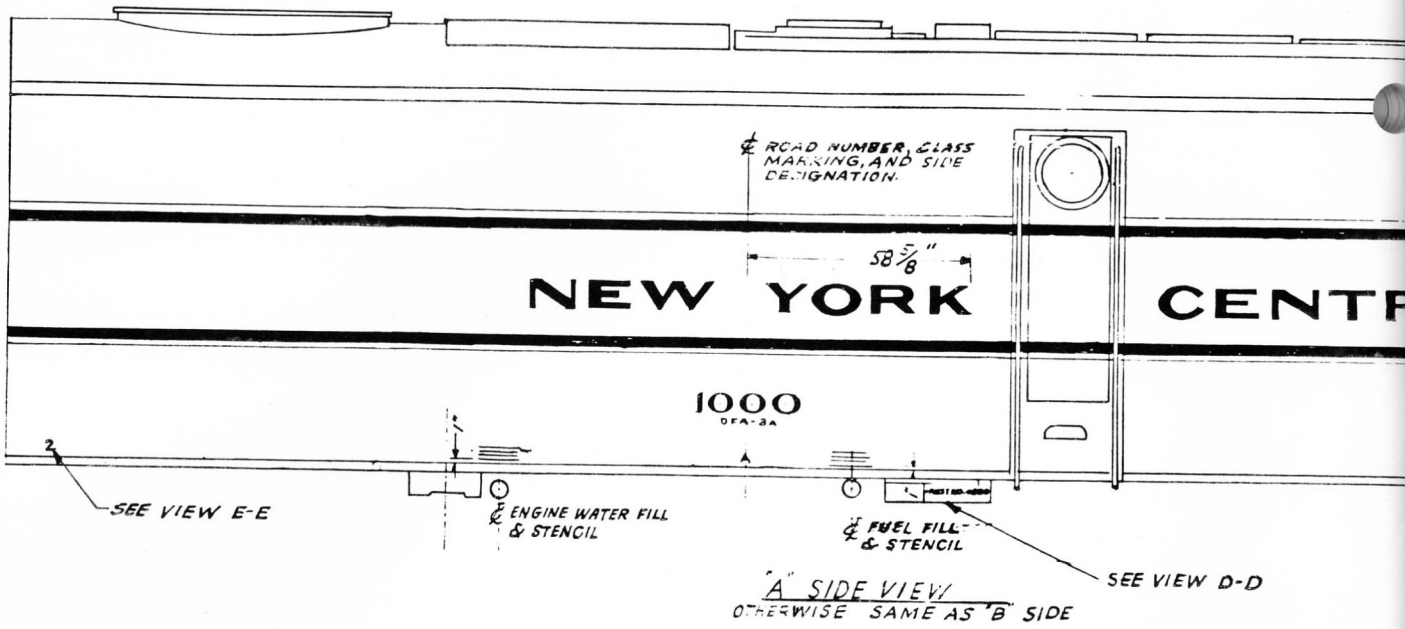 ℄ ROAD NUMBER, CLASS
MARKING, AND SIDE
DESIGNATION.
58 5/8"
NEW YORK CENTR
1000
DFA-3A
1"
A
2
SEE VIEW E-E
℄ ENGINE WATER FILL
& STENCIL
℄ FUEL FILL
& STENCIL
SEE VIEW D-D
"A" SIDE VIEW
OTHERWISE SAME AS "B" SIDE